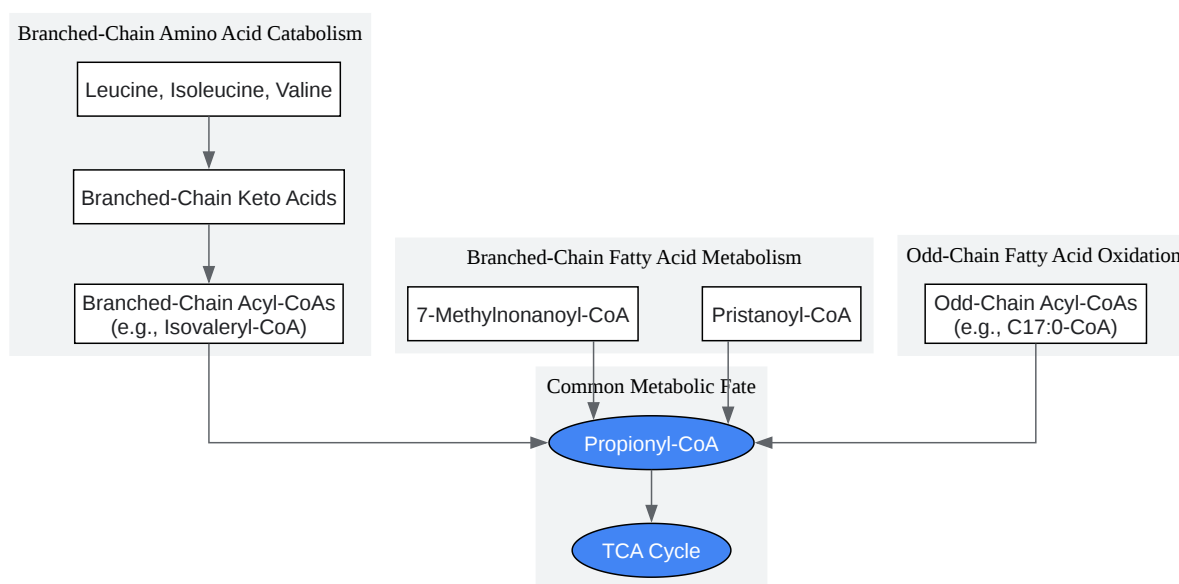 Branched-Chain Amino Acid Catabolism
Leucine, Isoleucine, Valine
Branched-Chain Keto Acids
Branched-Chain Acyl-CoAs
(e.g., Isovaleryl-CoA)
Branched-Chain Fatty Acid Metabolism
7-Methylnonanoyl-CoA
Pristanoyl-CoA
Odd-Chain Fatty Acid Oxidation
Odd-Chain Acyl-CoAs
(e.g., C17:0-CoA)
Common Metabolic Fate
Propionyl-CoA
TCA Cycle